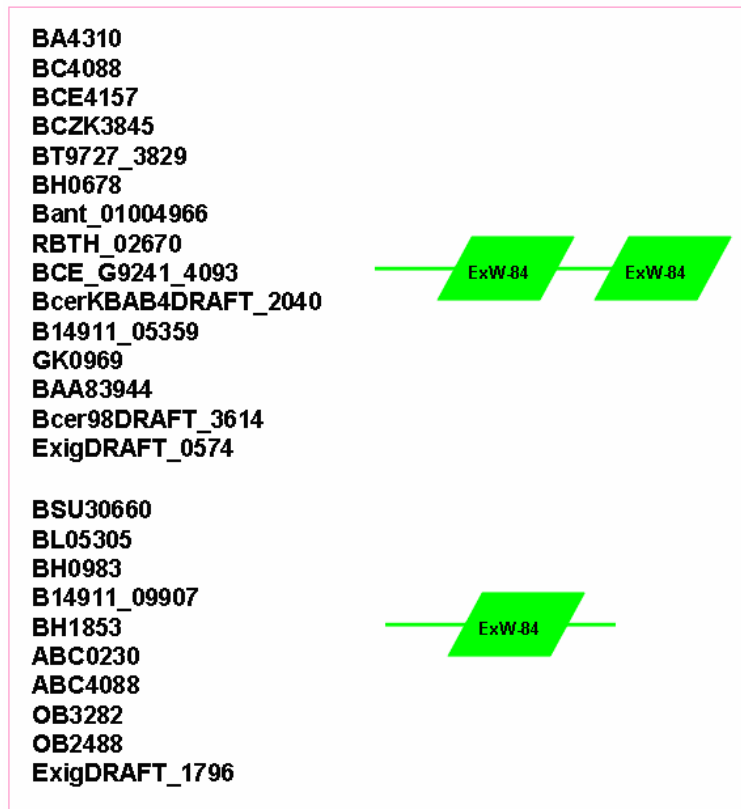 BA4310
BC4088
BCE4157
BCZK3845
BT9727_3829
BH0678
Bant_01004966
RBTH_02670
BCE_G9241_4093
BcerKBAB4DRAFT_2040
B14911_05359
GK0969
BAA83944
Bcer98DRAFT_3614
ExigDRAFT_0574
ExW-84 ExW-84
BSU30660
BL05305
BH0983
B14911_09907
BH1853
ABC0230
ABC4088
OB3282
OB2488
ExigDRAFT_1796
ExW-84